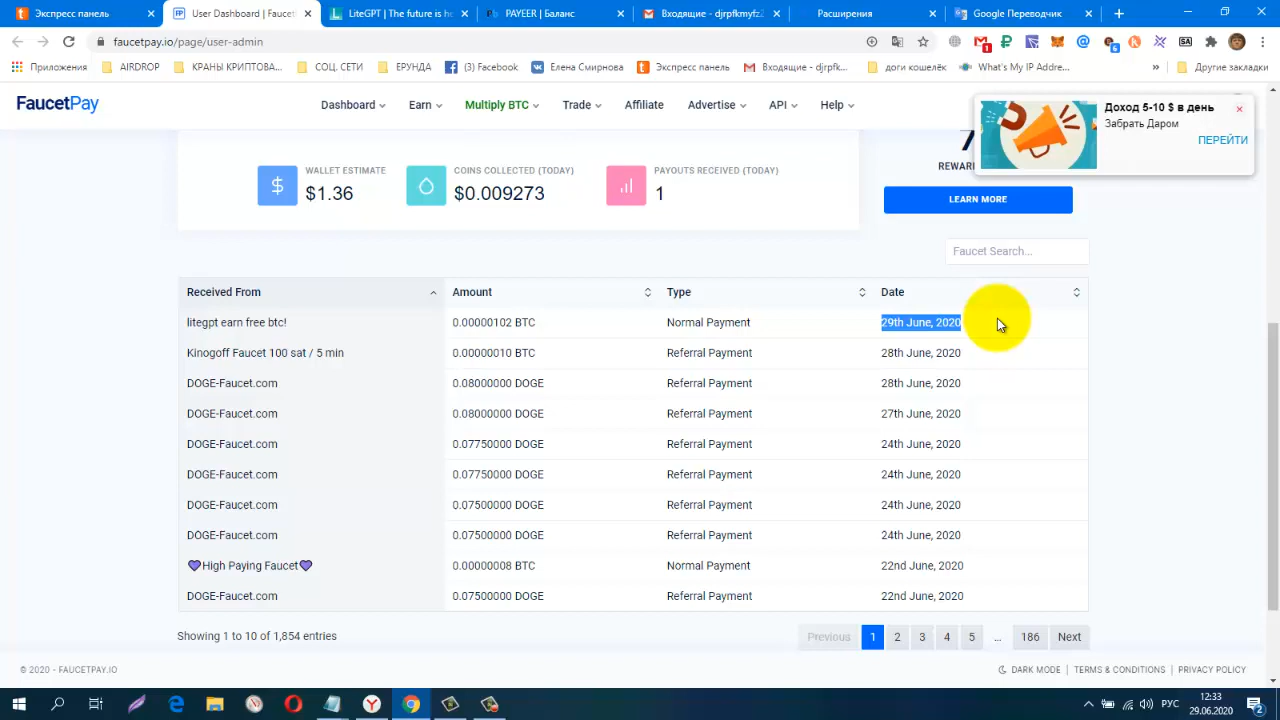 Экспресс панель
User Dashboard | Faucet
LiteGPT | The future is he
PAYEER | Баланс
Входящие - djrpfkmyfz
Расширения
Google Переводчик
faucetpay.io/page/user-admin
Приложения
AIRDROP
КРАНЫ КРИПТОВА...
СОЦ. СЕТИ
ЕРУНДА
(3) Facebook
Елена Смирнова
Экспресс панель
Входящие - djrpfk...
доги кошелёк
What's My IP Addre...
»
Другие закладки
FaucetPay
Dashboard
Earn
Multiply BTC
Trade
Affiliate
Advertise
API
Help
Доход 5-10 $ в день
Забрать Даром
ПЕРЕЙТИ
WALLET ESTIMATE
$1.36
COINS COLLECTED (TODAY)
$0.009273
PAYOUTS RECEIVED (TODAY)
1
LEARN MORE
Faucet Search...
Received From Amount Type Date
litegpt earn free btc! 0.00000102 BTC Normal Payment 29th June, 2020
Kinogoff Faucet 100 sat / 5 min 0.00000010 BTC Referral Payment 28th June, 2020
DOGE-Faucet.com 0.08000000 DOGE Referral Payment 28th June, 2020
DOGE-Faucet.com 0.08000000 DOGE Referral Payment 27th June, 2020
DOGE-Faucet.com 0.07750000 DOGE Referral Payment 24th June, 2020
DOGE-Faucet.com 0.07750000 DOGE Referral Payment 24th June, 2020
DOGE-Faucet.com 0.07500000 DOGE Referral Payment 24th June, 2020
DOGE-Faucet.com 0.07500000 DOGE Referral Payment 24th June, 2020
💜High Paying Faucet💜 0.00000008 BTC Normal Payment 22nd June, 2020
DOGE-Faucet.com 0.07500000 DOGE Referral Payment 22nd June, 2020
Showing 1 to 10 of 1,854 entries
Previous 1 2 3 4 5 ... 186 Next
© 2020 - FAUCETPAY.IO
DARK MODE | TERMS & CONDITIONS | PRIVACY POLICY
РУС
12:33
29.06.2020
2